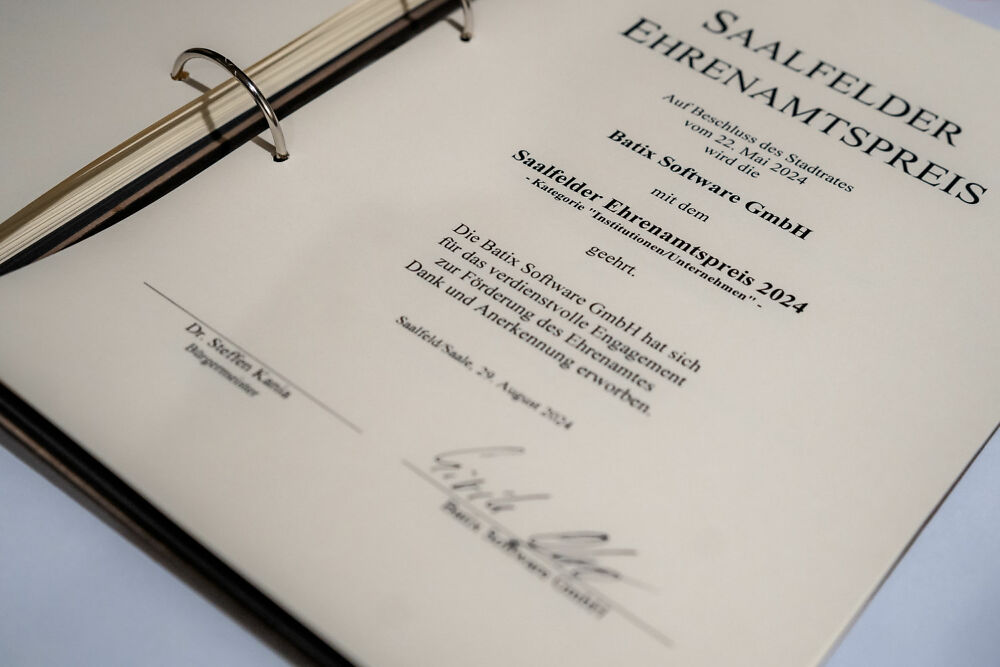 SAALFELDER
EHRENAMTSPREIS
Auf Beschluss des Stadtrates
vom 22. Mai 2024
wird die
Batix Software GmbH
mit dem
Saalfelder Ehrenamtspreis 2024
- Kategorie "Institutionen/Unternehmen" -
geehrt.
Die Batix Software GmbH hat sich
für das verdienstvolle Engagement
zur Förderung des Ehrenamtes
Dank und Anerkennung erworben.
Saalfeld/Saale, 29. August 2024
Dr. Steffen Kania
Bürgermeister
Batix Software GmbH